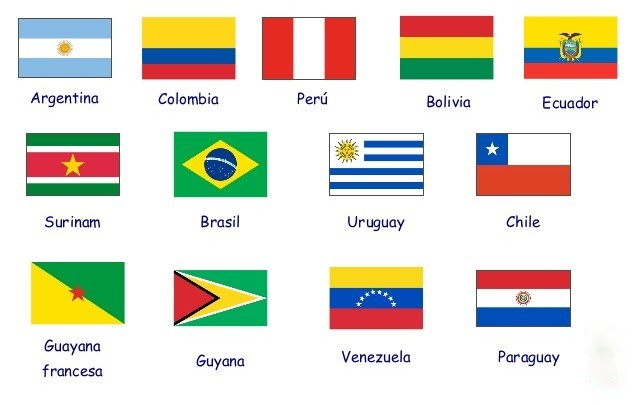 Argentina
Colombia
Perú
Bolivia
Ecuador
Surinam
Brasil
Uruguay
Chile
Guayana
francesa
Guyana
Venezuela
Paraguay